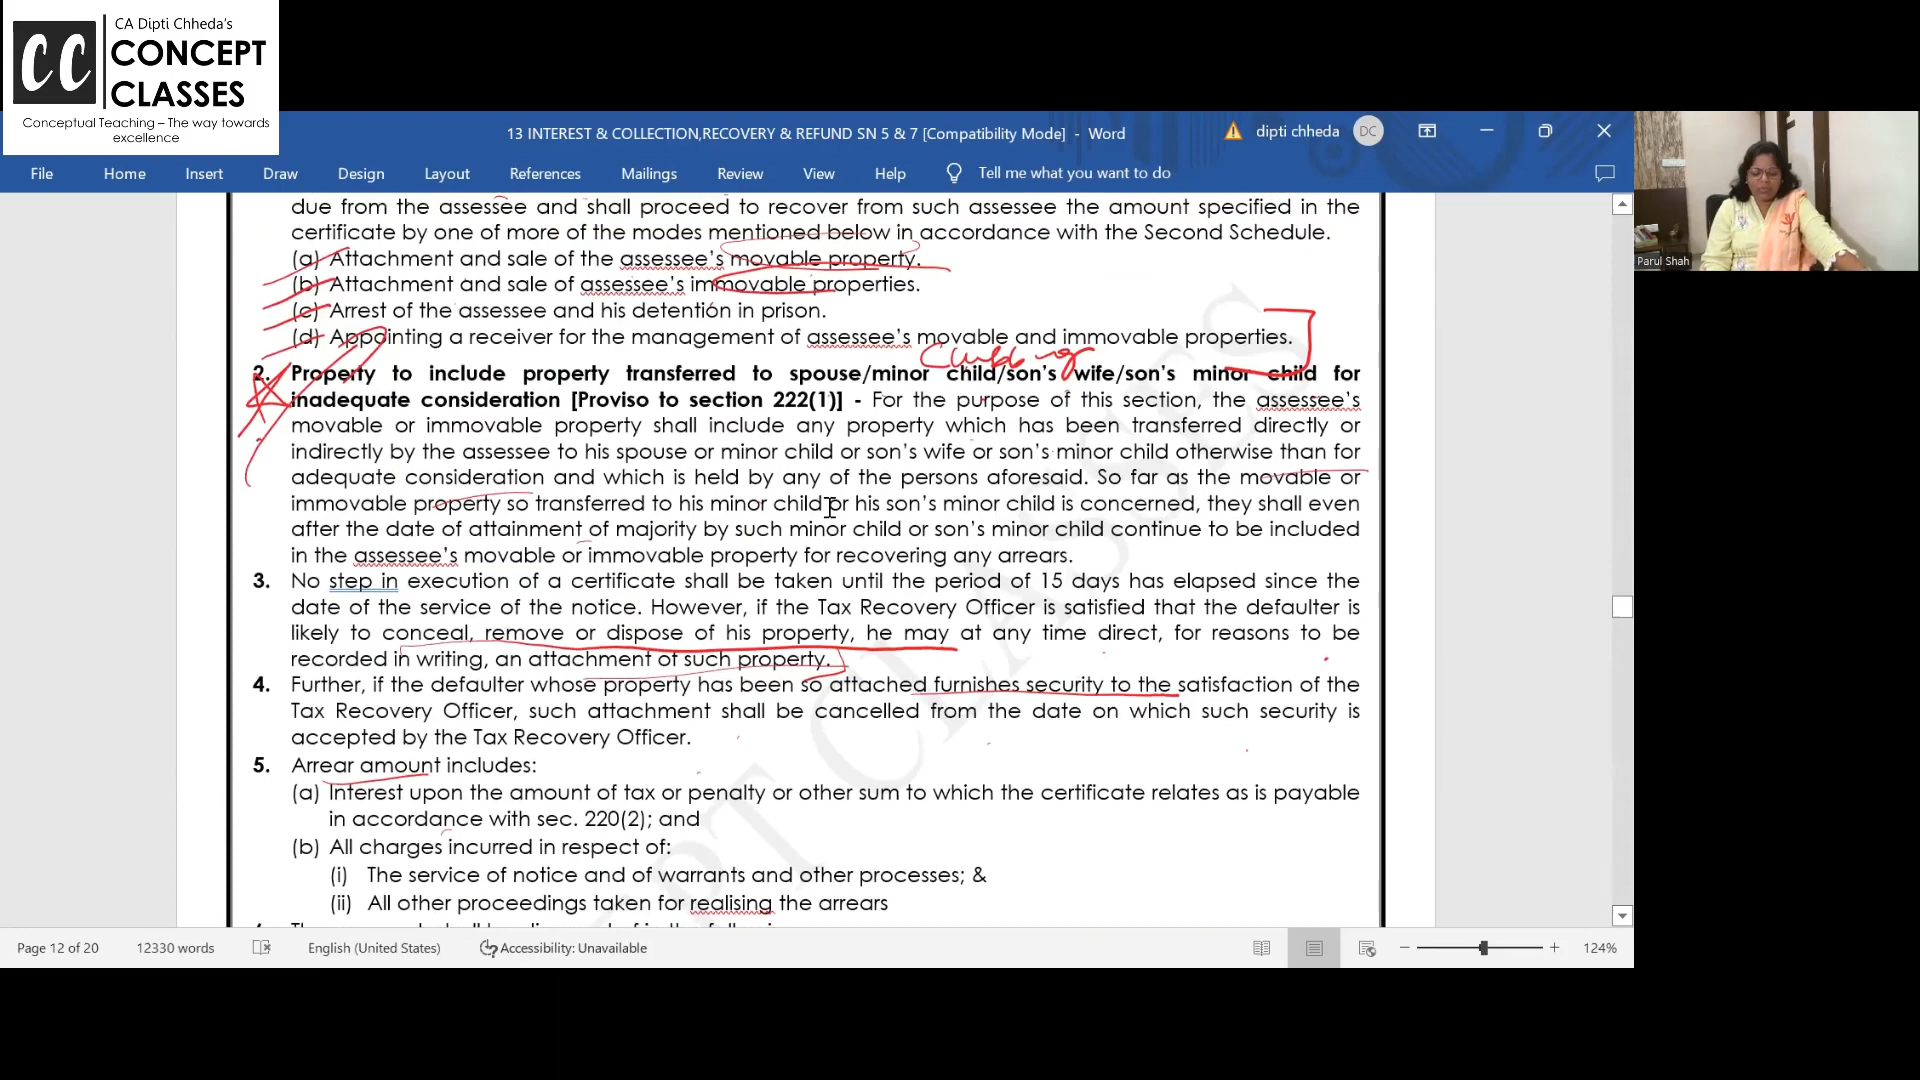 CA Dipti Chheda's
CC CONCEPT
CLASSES
Conceptual Teaching – The way towards
excellence
13 INTEREST & COLLECTION,RECOVERY & REFUND SN 5 & 7 [Compatibility Mode] - Word
dipti chheda DC
File Home Insert Draw Design Layout References Mailings Review View Help Tell me what you want to do
due from the assessee and shall proceed to recover from such assessee the amount specified in the
certificate by one of more of the modes mentioned below in accordance with the Second Schedule.
(a) Attachment and sale of the assessee's movable property.
(b) Attachment and sale of assessee's immovable properties.
(c) Arrest of the assessee and his detention in prison.
(d) Appointing a receiver for the management of assessee's movable and immovable properties.
Clubbing
2. Property to include property transferred to spouse/minor child/son's wife/son's minor child for
inadequate consideration [Proviso to section 222(1)] - For the purpose of this section, the assessee's
movable or immovable property shall include any property which has been transferred directly or
indirectly by the assessee to his spouse or minor child or son's wife or son's minor child otherwise than for
adequate consideration and which is held by any of the persons aforesaid. So far as the movable or
immovable property so transferred to his minor child or his son's minor child is concerned, they shall even
after the date of attainment of majority by such minor child or son's minor child continue to be included
in the assessee's movable or immovable property for recovering any arrears.
3. No step in execution of a certificate shall be taken until the period of 15 days has elapsed since the
date of the service of the notice. However, if the Tax Recovery Officer is satisfied that the defaulter is
likely to conceal, remove or dispose of his property, he may at any time direct, for reasons to be
recorded in writing, an attachment of such property.
4. Further, if the defaulter whose property has been so attached furnishes security to the satisfaction of the
Tax Recovery Officer, such attachment shall be cancelled from the date on which such security is
accepted by the Tax Recovery Officer.
5. Arrear amount includes:
(a) Interest upon the amount of tax or penalty or other sum to which the certificate relates as is payable
in accordance with sec. 220(2); and
(b) All charges incurred in respect of:
(i) The service of notice and of warrants and other processes; &
(ii) All other proceedings taken for realising the arrears
Page 12 of 20 12330 words English (United States) Accessibility: Unavailable 124%
Parul Shah